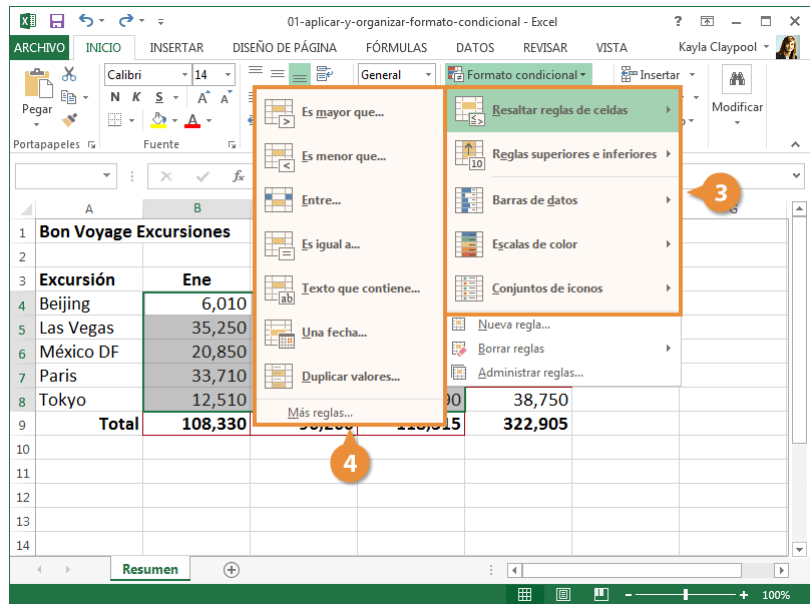 01-aplicar-y-organizar-formato-condicional - Excel
ARCHIVO INICIO INSERTAR DISEÑO DE PÁGINA FÓRMULAS DATOS REVISAR VISTA Kayla Claypool
Calibri 14 General Formato condicional Insertar
Pegar N K S A A Modificar
Portapapeles Fuente
fx
Es mayor que...
Es menor que...
Entre...
Es igual a...
Texto que contiene...
Una fecha...
Duplicar valores...
Más reglas...
4
Resaltar reglas de celdas
Reglas superiores e inferiores
Barras de datos
Escalas de color
Conjuntos de iconos
Nueva regla...
Borrar reglas
Administrar reglas...
3
A B G
1 Bon Voyage Excursiones
2
3 Excursión Ene
4 Beijing 6,010
5 Las Vegas 35,250
6 México DF 20,850
7 Paris 33,710
8 Tokyo 12,510 38,750
9 Total 108,330 322,905
10
11
12
13
14
Resumen
100%